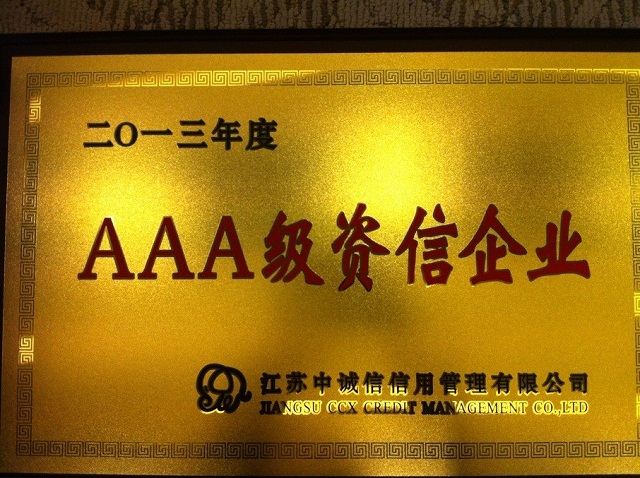 二〇一三年度
AAA级资信企业
江苏中诚信信用管理有限公司
JIANGSU CCX CREDIT MANAGEMENT CO.,LTD